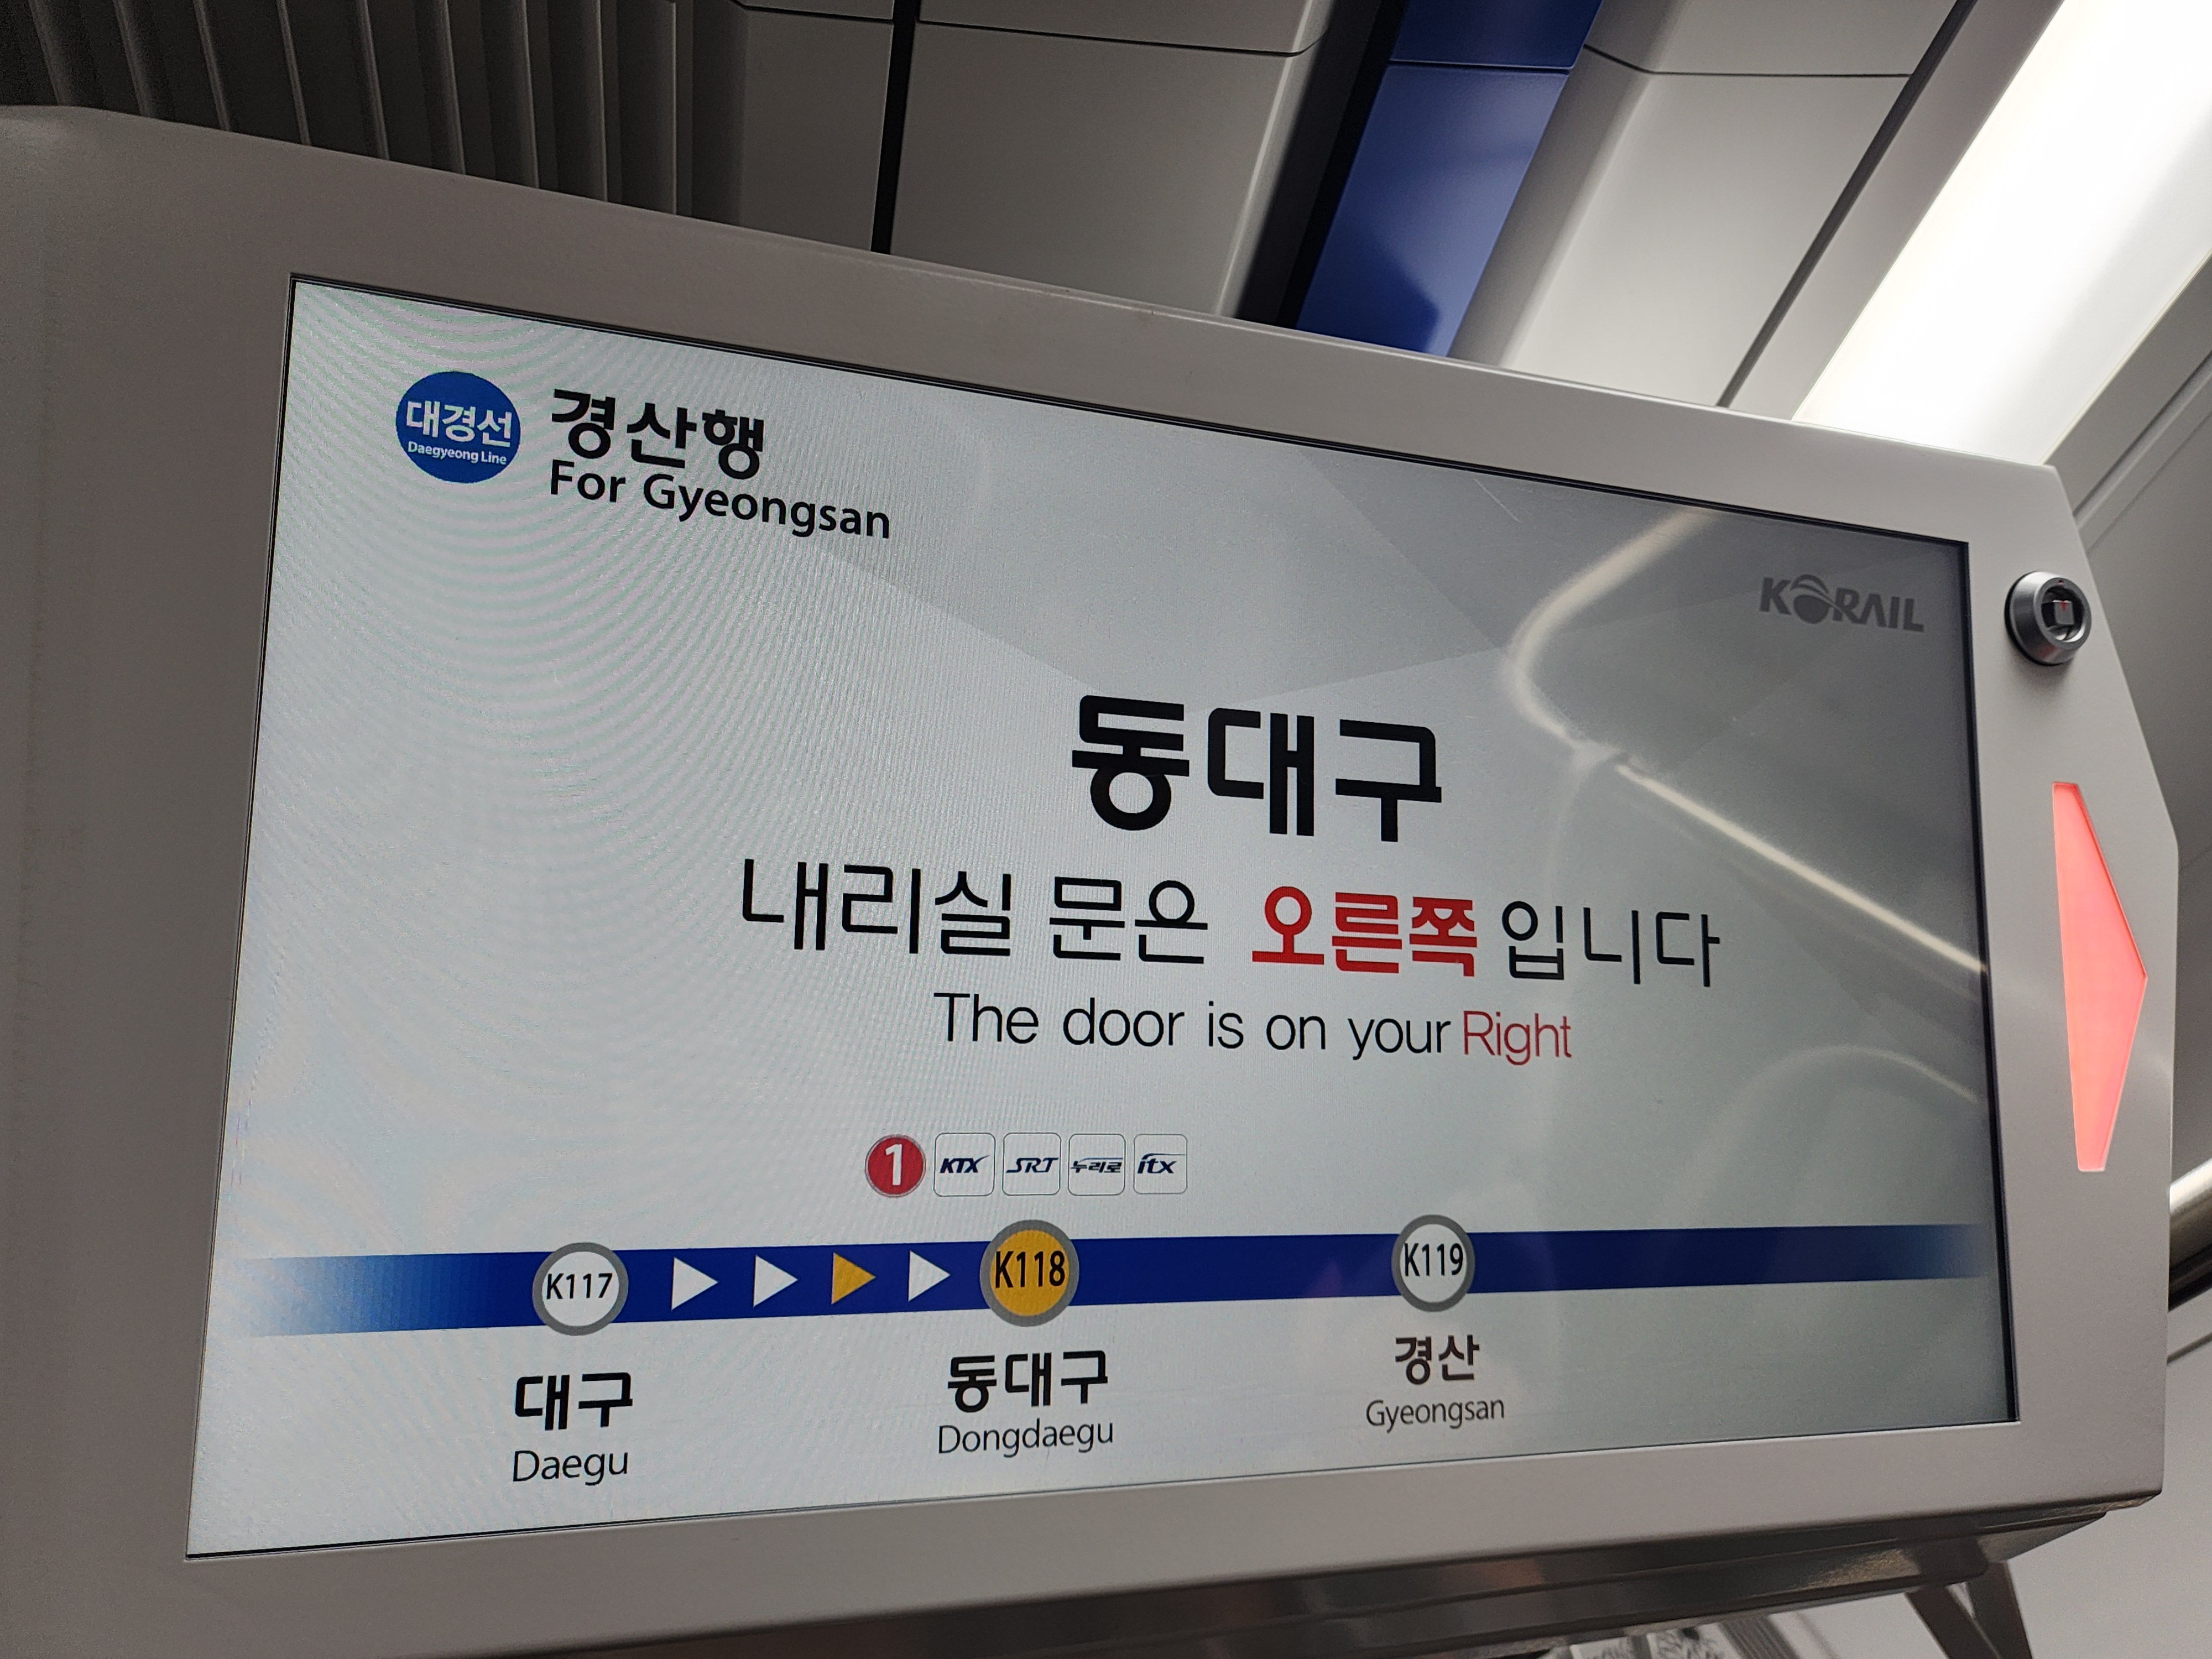 대경선
Daegyeong Line
경산행
For Gyeongsan
KORAIL
동대구
내리실 문은 오른쪽 입니다
The door is on your Right
1 KTX SRT 누리로 itx
K117 K118 K119
대구 동대구 경산
Daegu Dongdaegu Gyeongsan